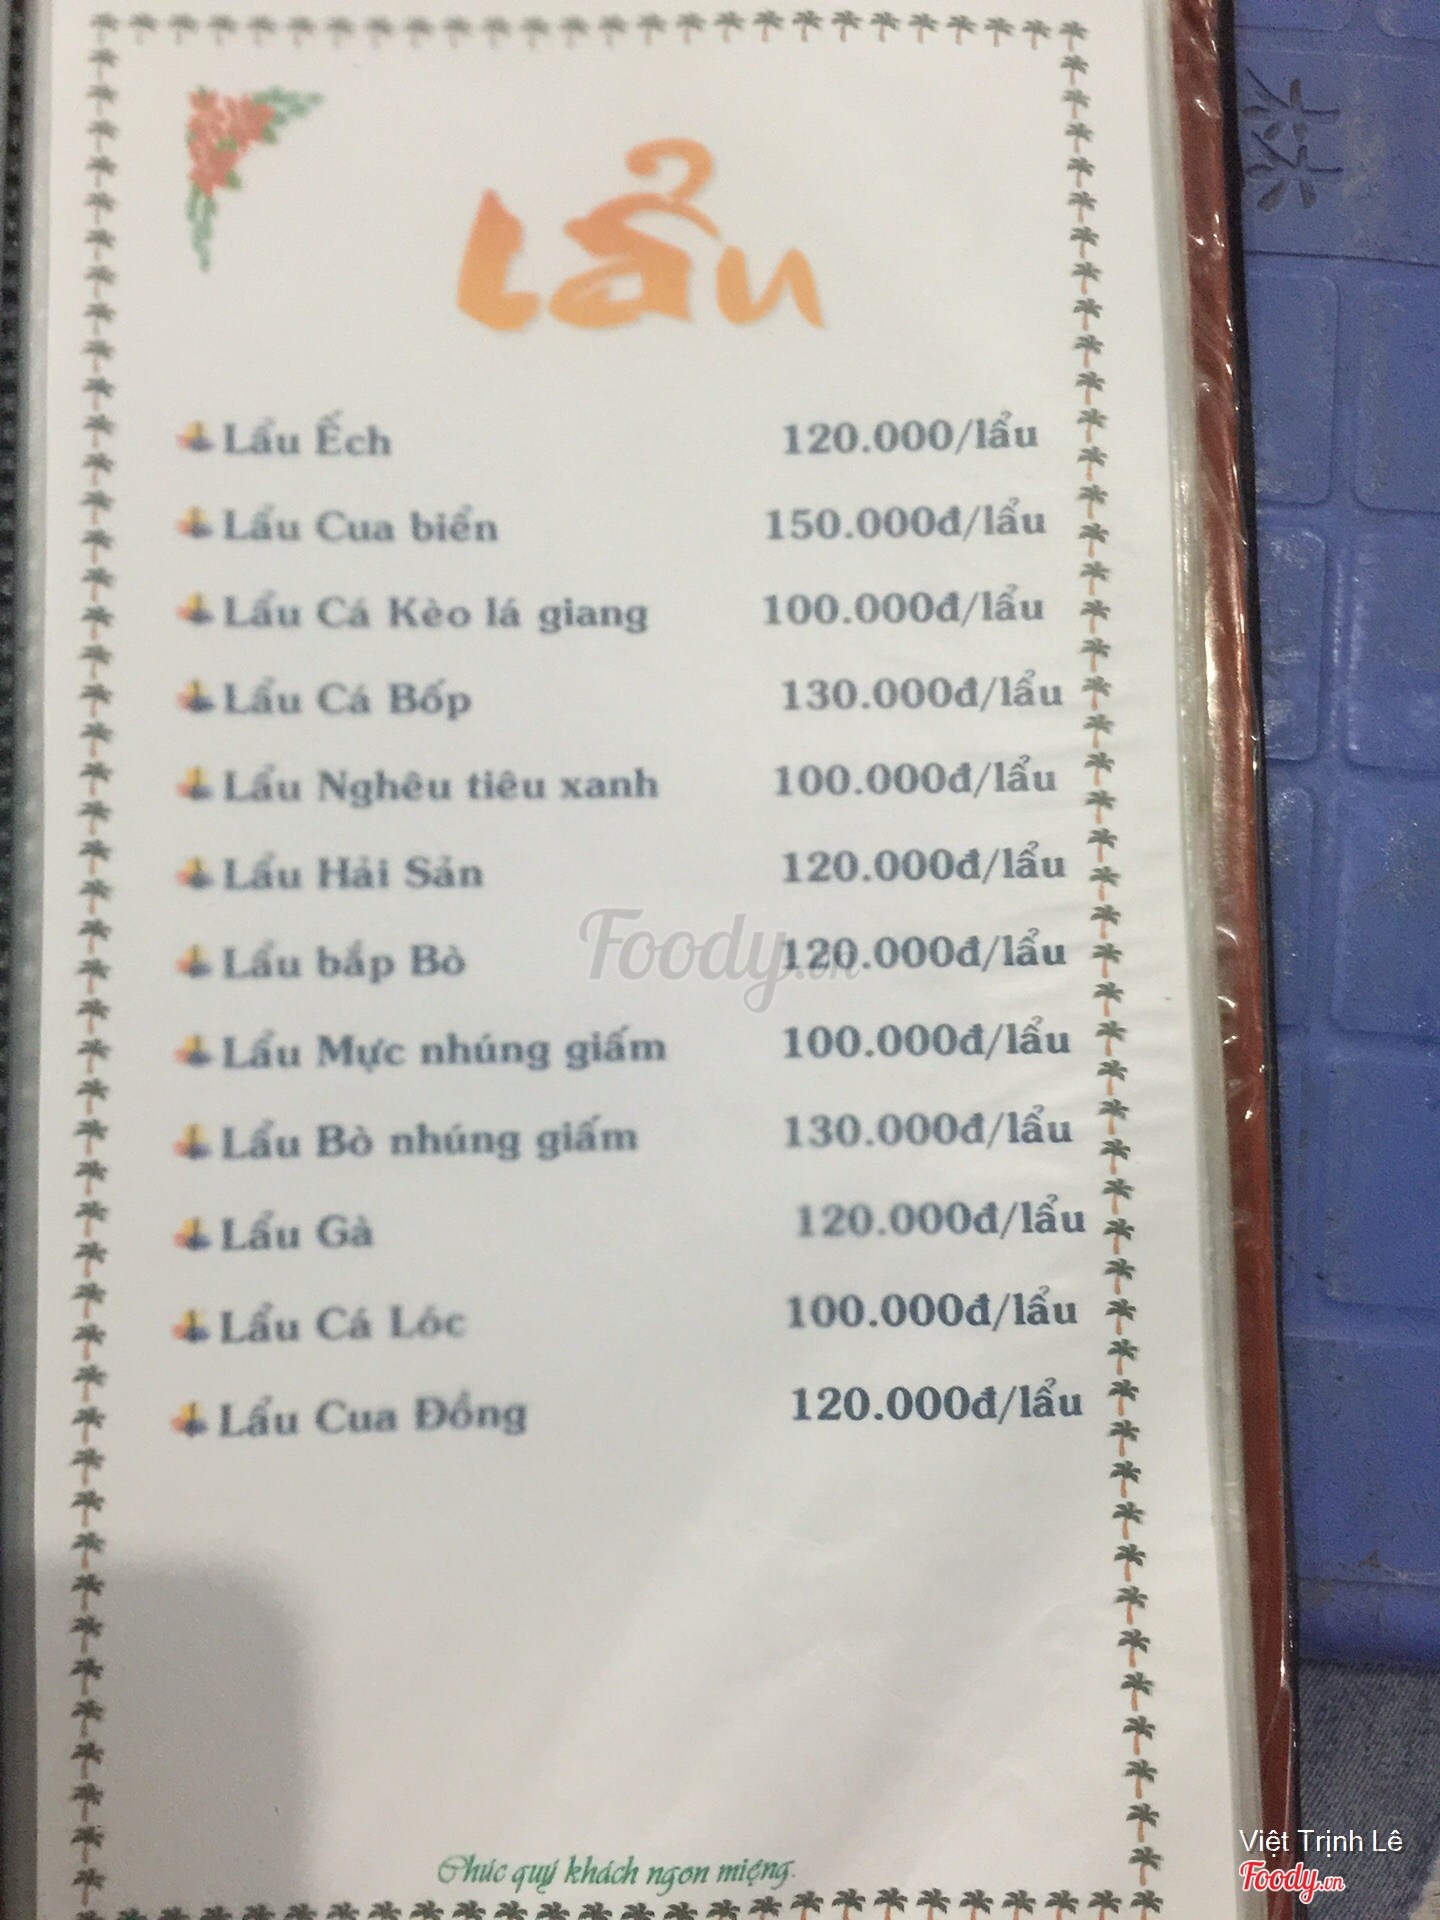 Lẩu
Lẩu Ếch 120.000/lẩu
Lẩu Cua biển 150.000đ/lẩu
Lẩu Cá Kèo lá giang 100.000đ/lẩu
Lẩu Cá Bốp 130.000đ/lẩu
Lẩu Nghêu tiêu xanh 100.000đ/lẩu
Lẩu Hải Sản 120.000đ/lẩu
Lẩu bắp Bò 120.000đ/lẩu
Foody.vn
Lẩu Mực nhúng giấm 100.000đ/lẩu
Lẩu Bò nhúng giấm 130.000đ/lẩu
Lẩu Gà 120.000đ/lẩu
Lẩu Cá Lóc 100.000đ/lẩu
Lẩu Cua Đồng 120.000đ/lẩu
Chúc quý khách ngon miệng.
Việt Trịnh Lê
Foody.vn